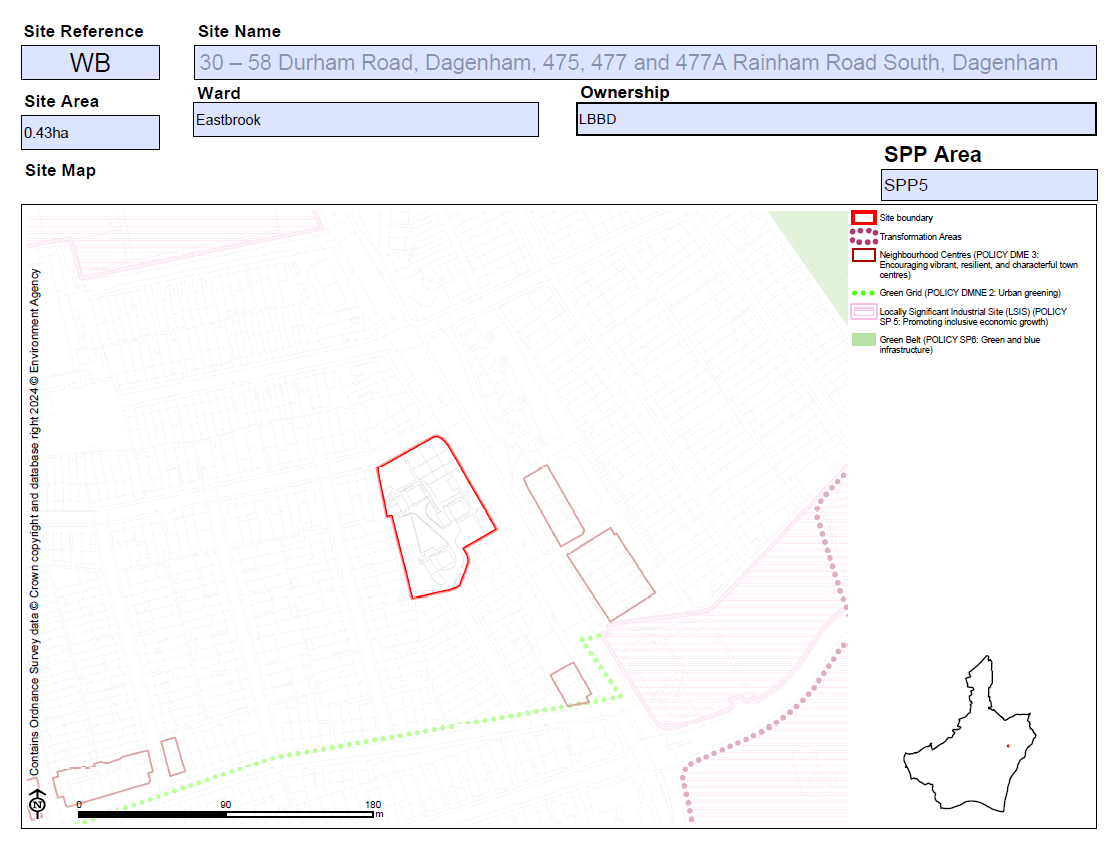 Site Reference
Site Name
WB
30 – 58 Durham Road, Dagenham, 475, 477 and 477A Rainham Road South, Dagenham
Site Area
Ward
Ownership
0.43ha
Eastbrook
LBBD
Site Map
SPP Area
SPP5
Site boundary
Transformation Areas
Neighbourhood Centres (POLICY DME 3:
Encouraging vibrant, resilient, and characterful town
centres)
Green Grid (POLICY DMNE 2: Urban greening)
Locally Significant Industrial Site (LSIS) (POLICY
SP 5: Promoting inclusive economic growth)
Green Belt (POLICY SP6: Green and blue
infrastructure)
Contains Ordnance Survey data © Crown copyright and database right 2024 © Environment Agency
N
0 90 180
m